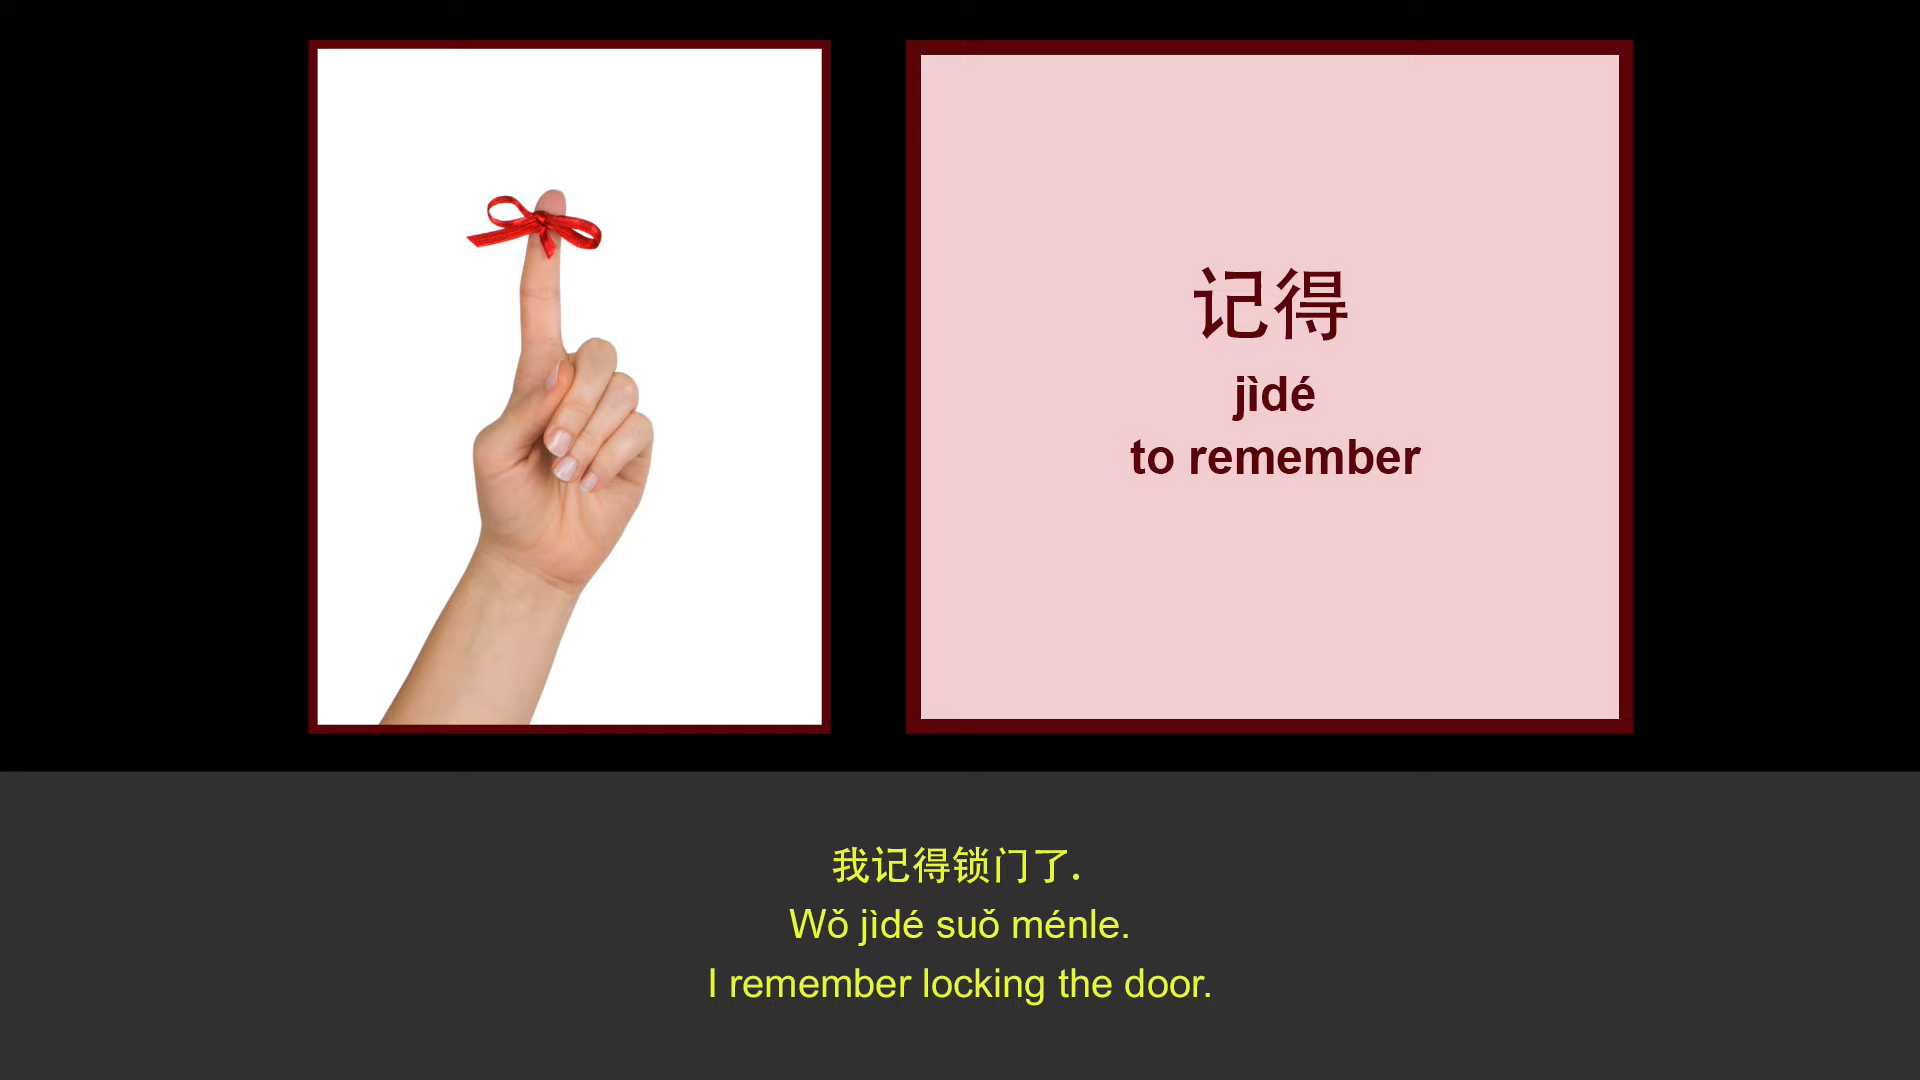 记得
jìdé
to remember
我记得锁门了.
Wǒ jìdé suǒ ménle.
I remember locking the door.